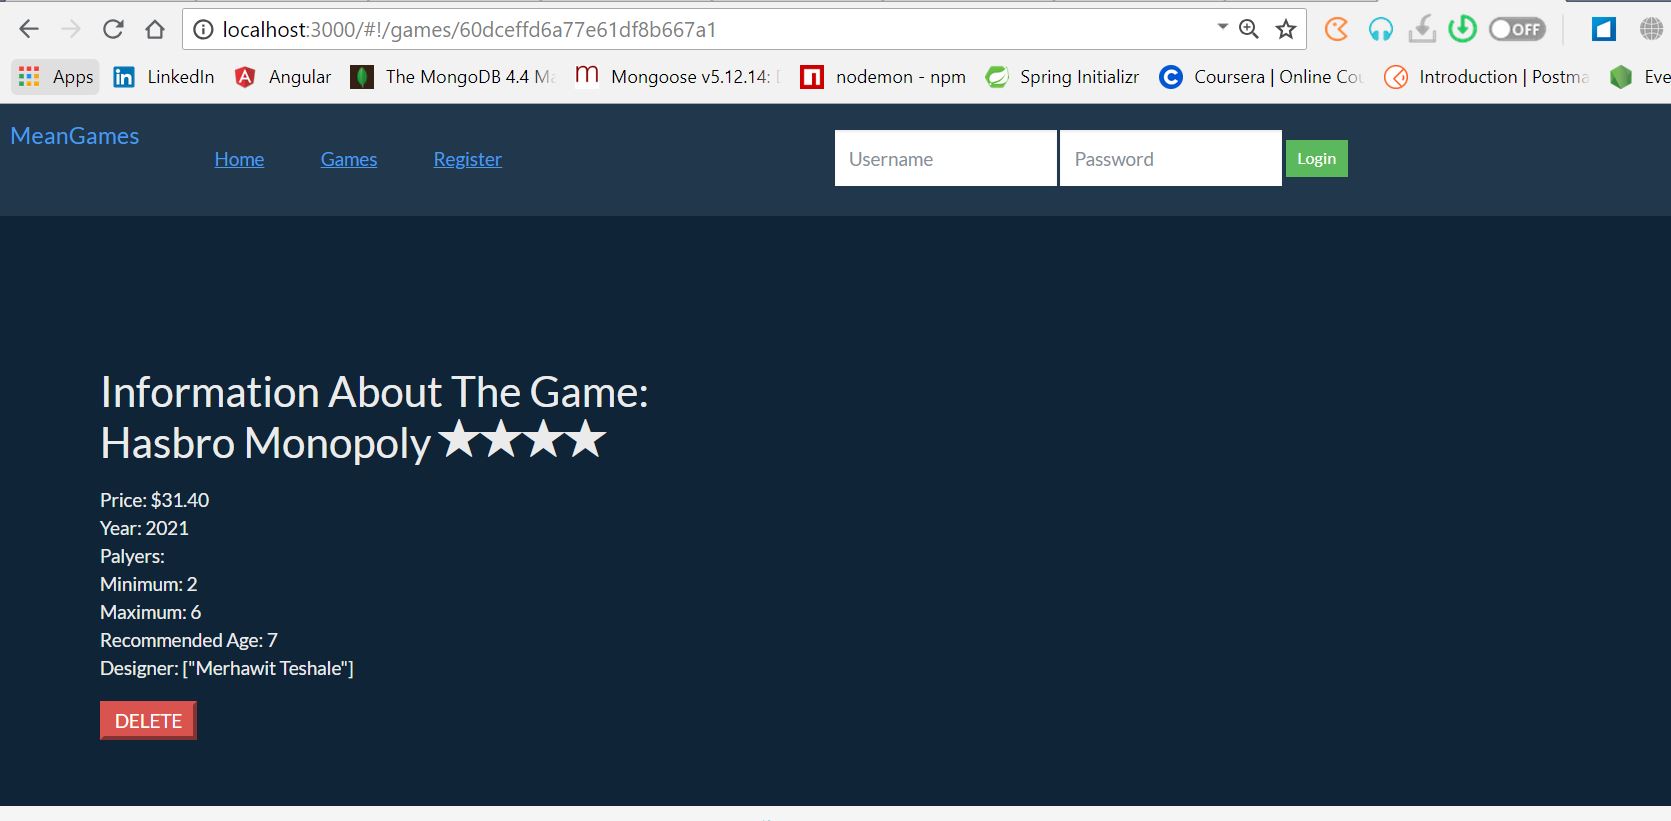 localhost:3000/#!/games/60dceffd6a77e61df8b667a1
OFF
Apps LinkedIn Angular The MongoDB 4.4 Mongoose v5.12.14: nodemon - npm Spring Initializr Coursera | Online Introduction | Postma Eve
MeanGames
Home Games Register Username Password Login
Information About The Game:
Hasbro Monopoly ★★★★
Price: $31.40
Year: 2021
Palyers:
Minimum: 2
Maximum: 6
Recommended Age: 7
Designer: ["Merhawit Teshale"]
DELETE